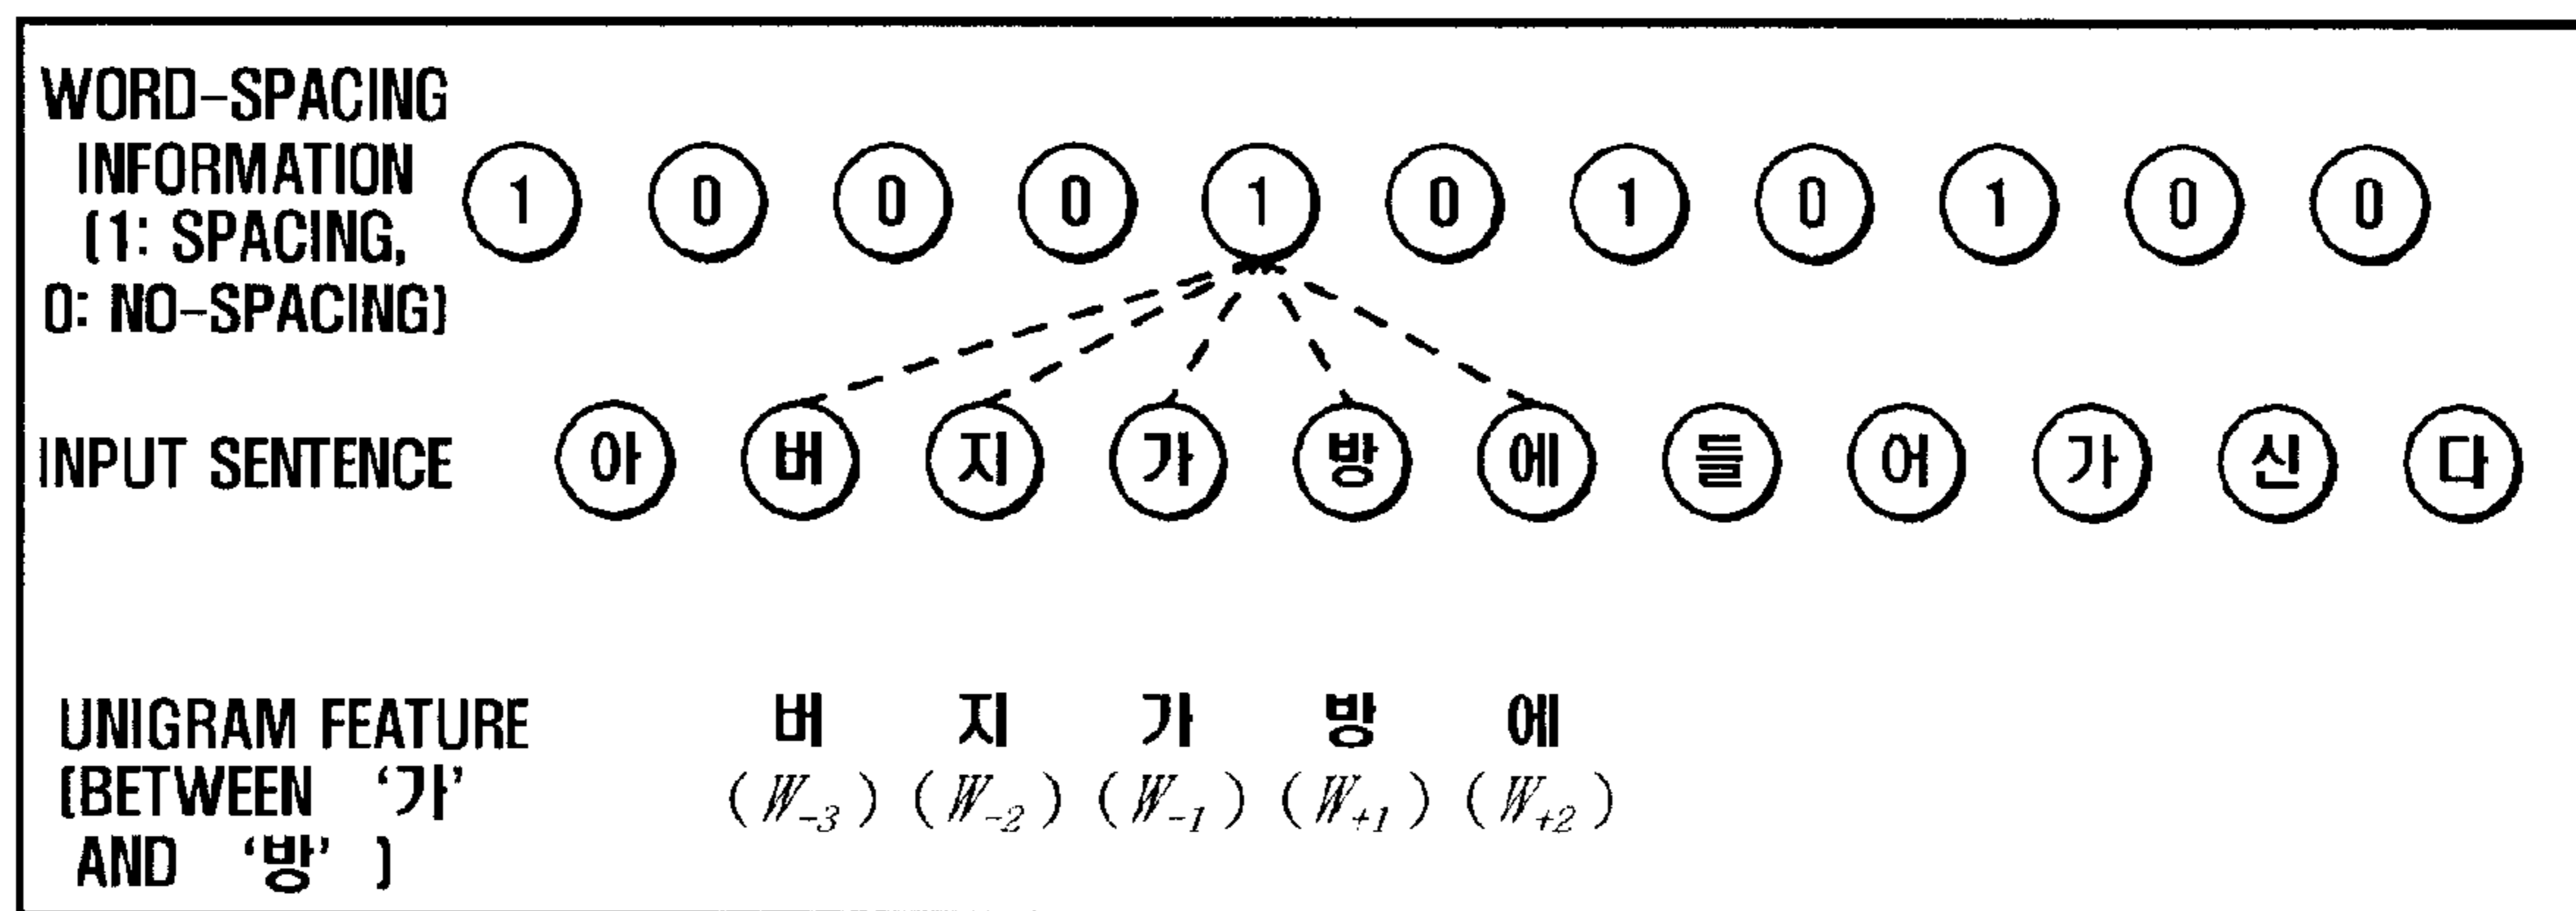 WORD-SPACING
INFORMATION
(1: SPACING,
0: NO-SPACING)
1 0 0 0 1 0 1 0 1 0 0
INPUT SENTENCE 아 버 지 가 방 에 들 어 가 신 다
UNIGRAM FEATURE
(BETWEEN '가'
AND '방' )
버 지 가 방 에
(W-3) (W-2) (W-1) (W+1) (W+2)